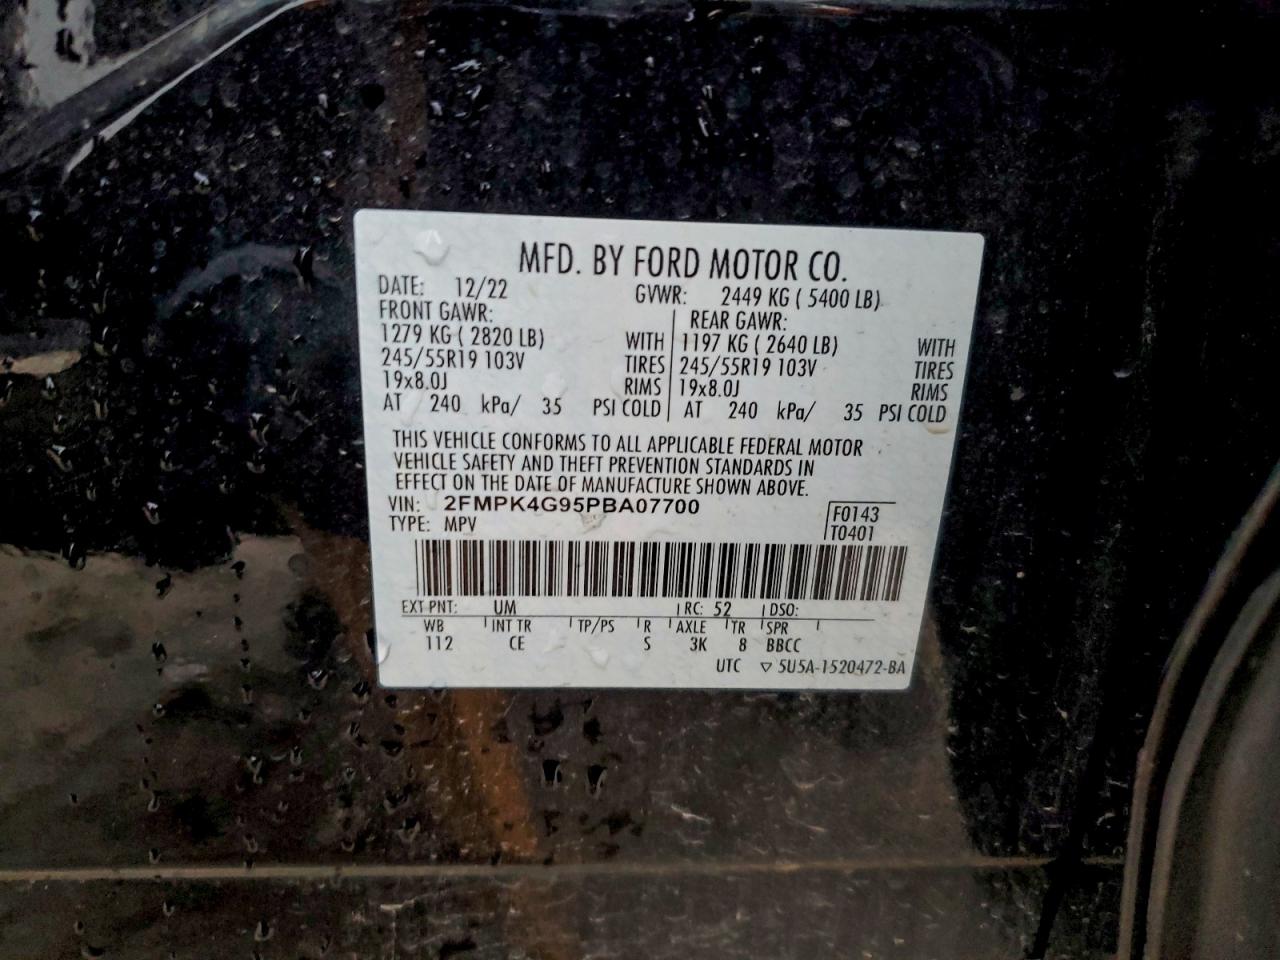 MFD. BY FORD MOTOR CO.
DATE: 12/22 GVWR: 2449 KG ( 5400 LB)
FRONT GAWR: REAR GAWR:
1279 KG ( 2820 LB) WITH 1197 KG ( 2640 LB) WITH
245/55R19 103V TIRES 245/55R19 103V TIRES
19x8.0J RIMS 19x8.0J RIMS
AT 240 kPa/ 35 PSI COLD AT 240 kPa/ 35 PSI COLD
THIS VEHICLE CONFORMS TO ALL APPLICABLE FEDERAL MOTOR
VEHICLE SAFETY AND THEFT PREVENTION STANDARDS IN
EFFECT ON THE DATE OF MANUFACTURE SHOWN ABOVE.
VIN: 2FMPK4G95PBA07700 F0143
TYPE: MPV T0401
EXT PNT: UM RC: 52 DSO:
WB INT TR TP/PS R AXLE TR SPR
112 CE S 3K 8 BBCC
UTC ▽ 5U5A-1520472-BA